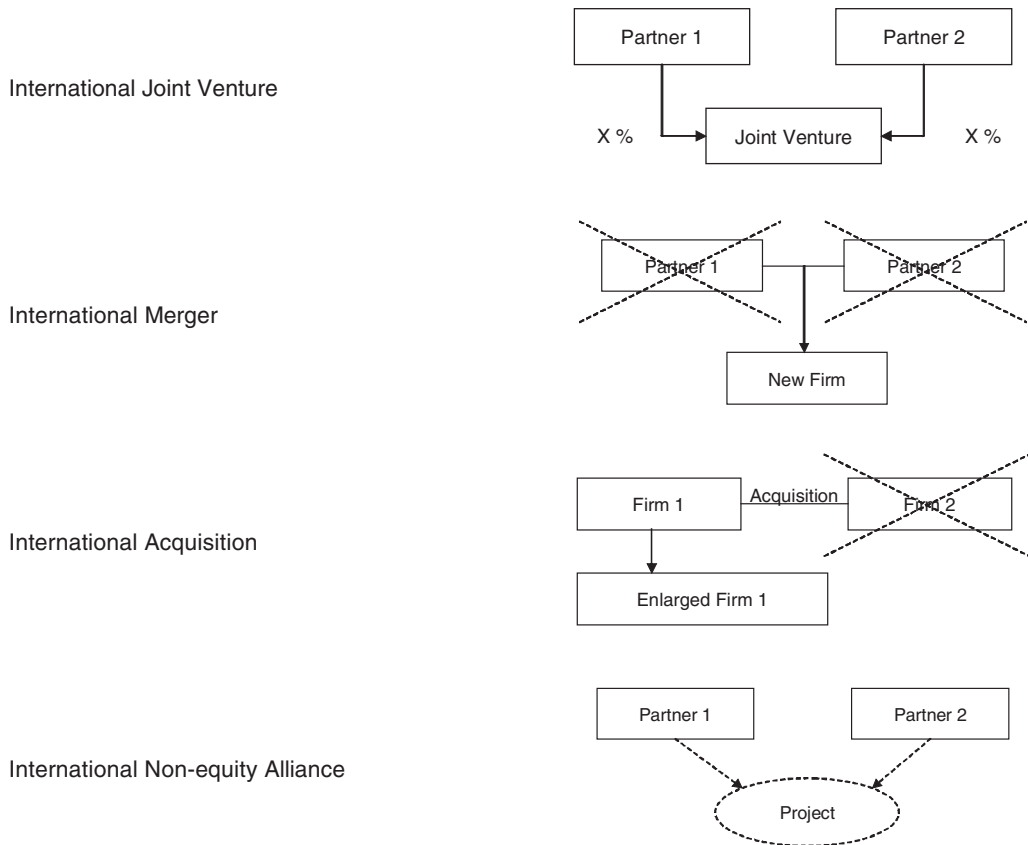 Partner 1
Partner 2
International Joint Venture
X %
Joint Venture
X %
Partner 1
Partner 2
International Merger
New Firm
Firm 1
Acquisition
Firm 2
International Acquisition
Enlarged Firm 1
Partner 1
Partner 2
International Non-equity Alliance
Project